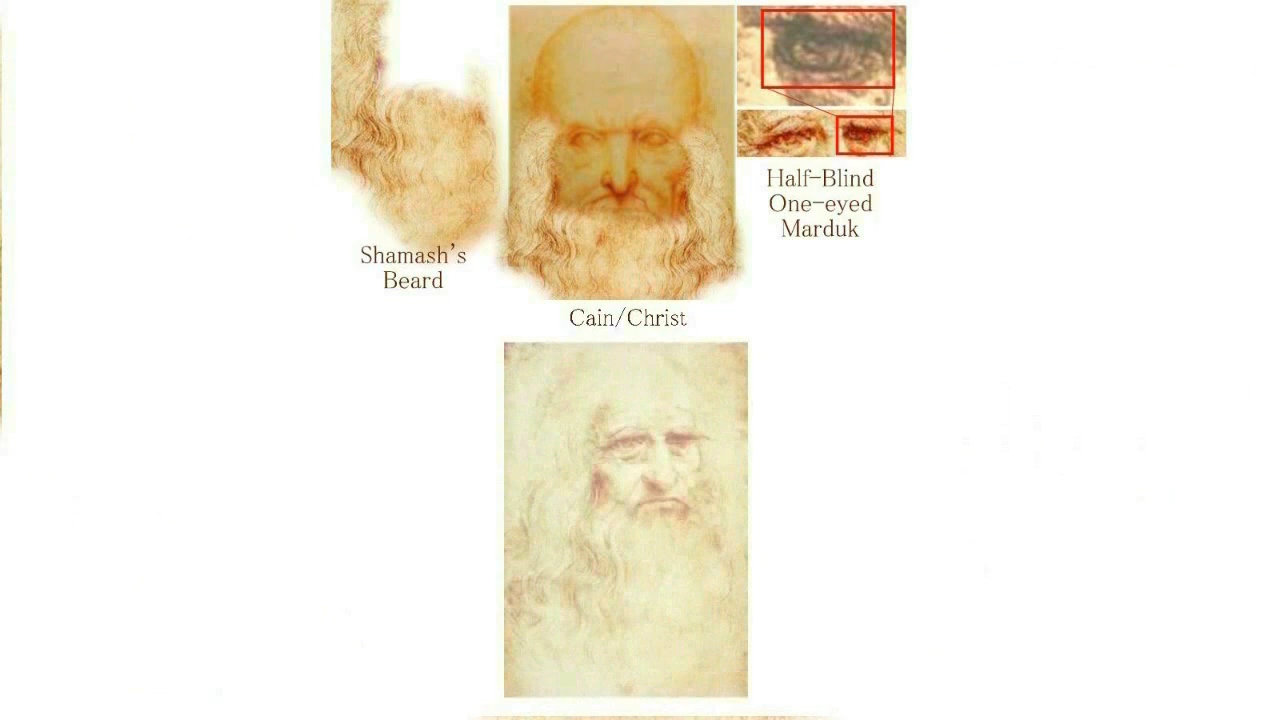 Half-Blind
One-eyed
Marduk
Shamash's
Beard
Cain/Christ